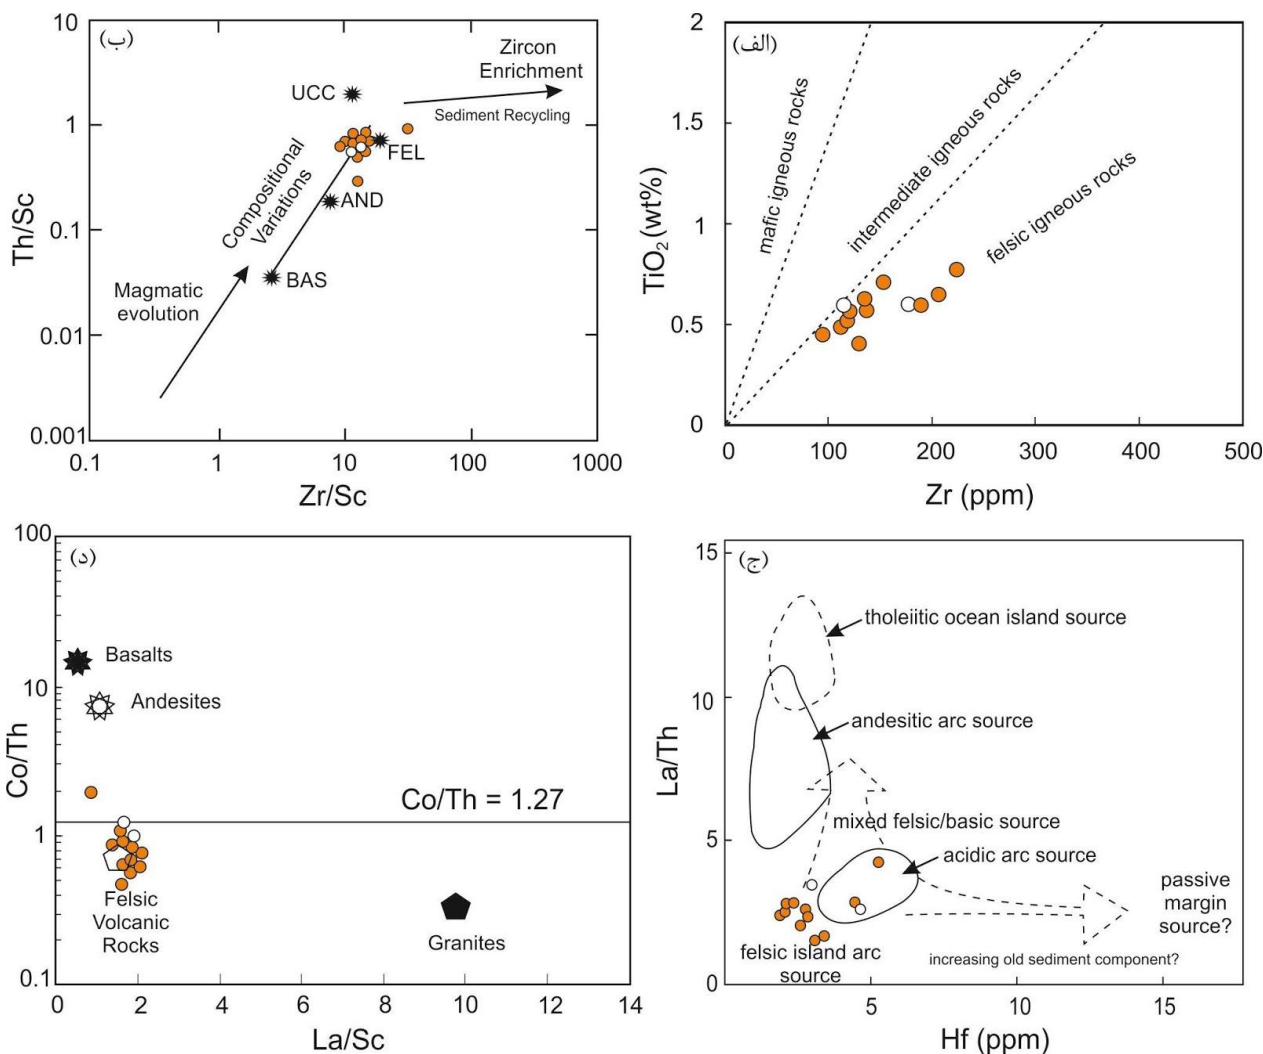 (ب)
10
1
0.1
0.01
0.001
Th/Sc
0.1
1
10
100
1000
Zr/Sc
UCC
FEL
AND
BAS
Zircon
Enrichment
Sediment Recycling
Compositional
Variations
Magmatic
evolution
(الف)
2
1.5
1
0.5
0
TiO2 (wt%)
0
100
200
300
400
500
Zr (ppm)
mafic igneous rocks
intermediate igneous rocks
felsic igneous rocks
(د)
100
10
1
0.1
Co/Th
0
2
4
6
8
10
12
14
La/Sc
Basalts
Andesites
Co/Th = 1.27
Felsic
Volcanic
Rocks
Granites
(ج)
15
10
5
0
La/Th
5
10
15
Hf (ppm)
tholeiitic ocean island source
andesitic arc source
mixed felsic/basic source
acidic arc source
passive
margin
source?
felsic island arc
source
increasing old sediment component?